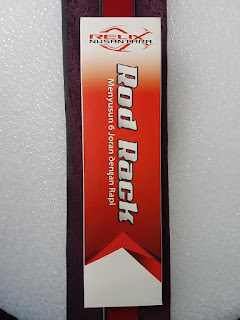 RELIX
NUSANTARA
Rod Rack
Menyusun 6 Joran dengan Rapi